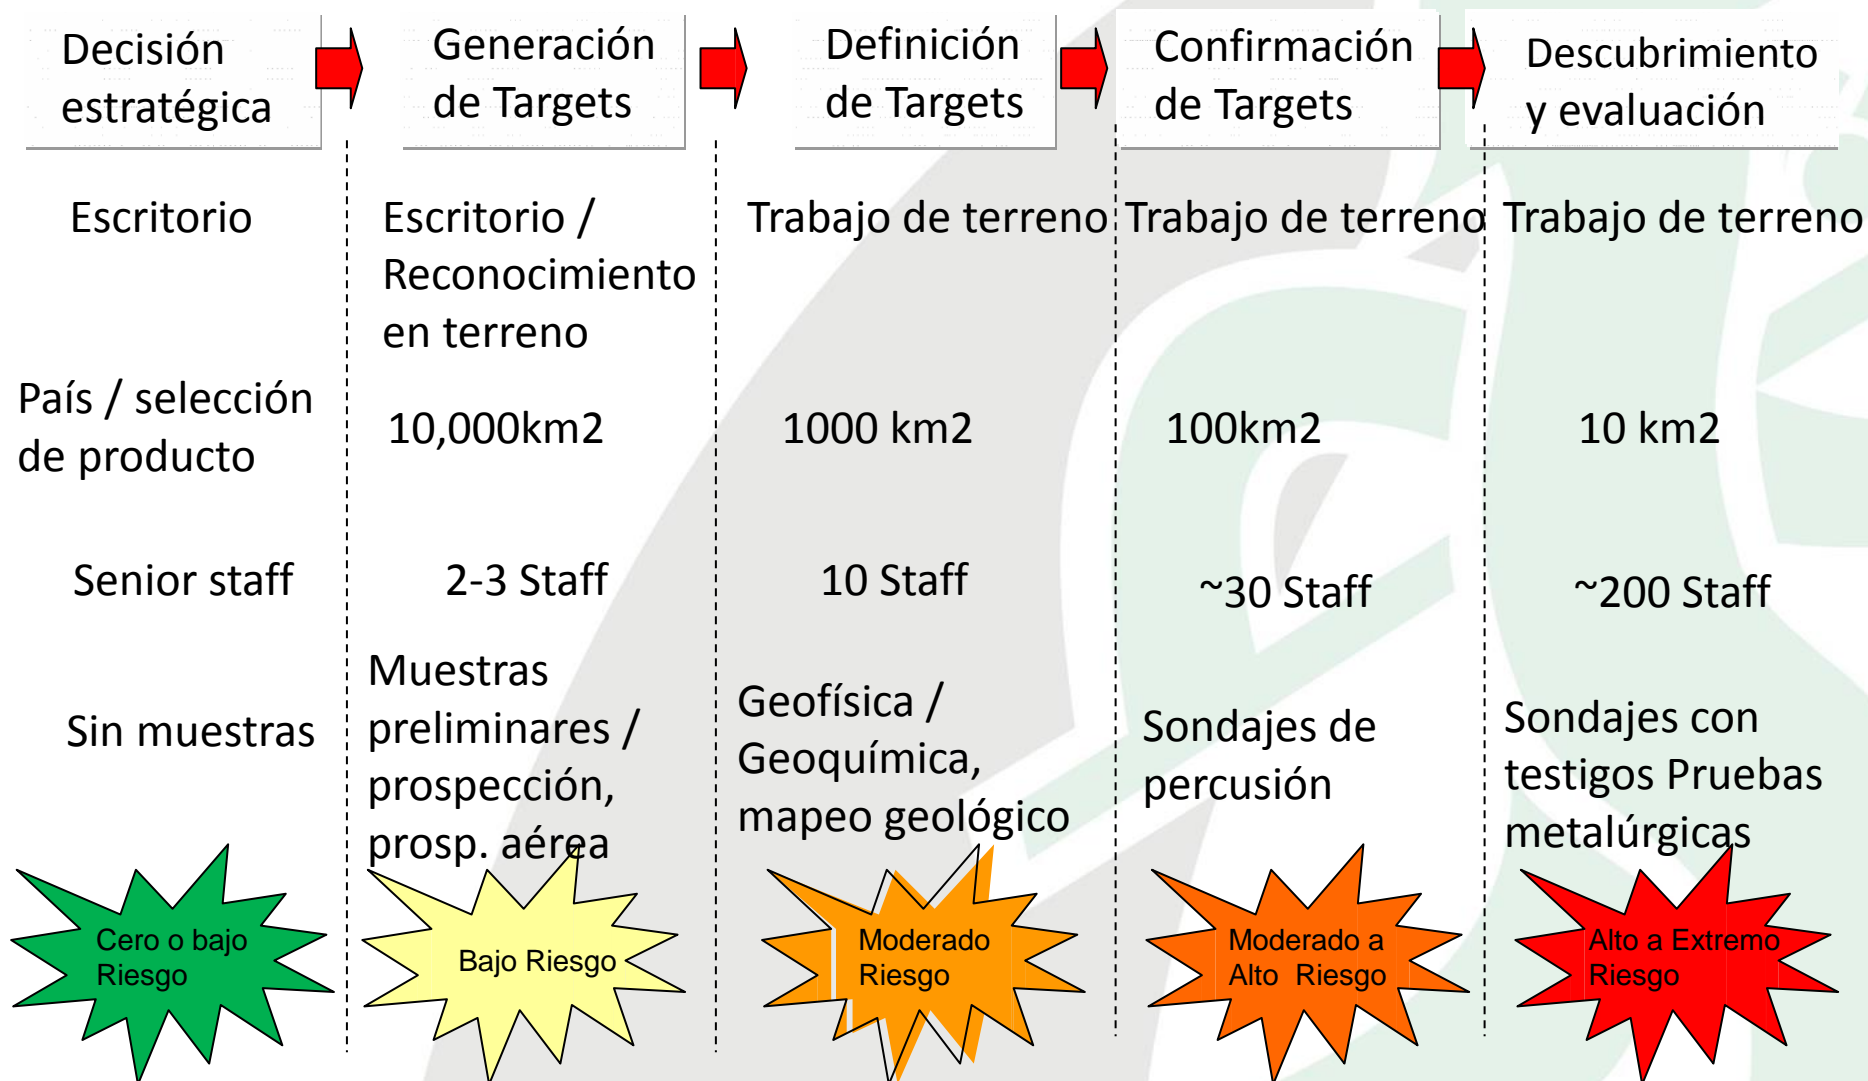 Decisión
estratégica
Generación
de Targets
Definición
de Targets
Confirmación
de Targets
Descubrimiento
y evaluación
Escritorio
Escritorio /
Reconocimiento
en terreno
Trabajo de terreno
Trabajo de terreno
Trabajo de terreno
País / selección
de producto
10,000km2
1000 km2
100km2
10 km2
Senior staff
2-3 Staff
10 Staff
~30 Staff
~200 Staff
Sin muestras
Muestras
preliminares /
prospección,
prosp. aérea
Geofísica /
Geoquímica,
mapeo geológico
Sondajes de
percusión
Sondajes con
testigos Pruebas
metalúrgicas
Cero o bajo
Riesgo
Bajo Riesgo
Moderado
Riesgo
Moderado a
Alto  Riesgo
Alto a Extremo
Riesgo